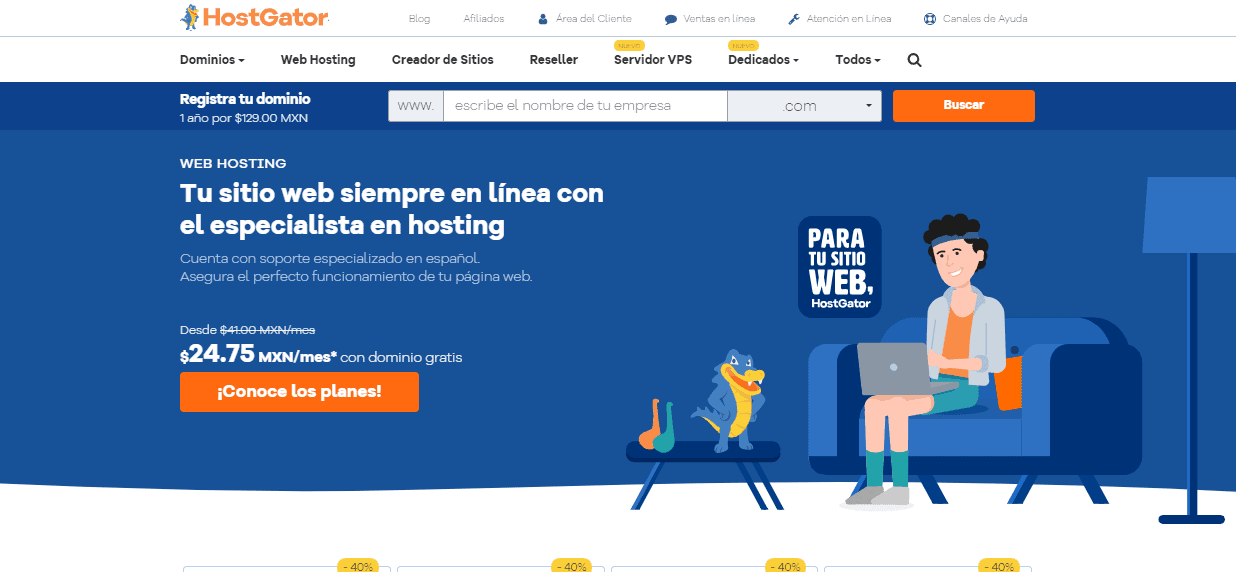 HostGator
Blog Afiliados Área del Cliente Ventas en línea Atención en Línea Canales de Ayuda
NUEVO NUEVO
Dominios Web Hosting Creador de Sitios Reseller Servidor VPS Dedicados Todos
Registra tu dominio
1 año por $129.00 MXN
www. escribe el nombre de tu empresa .com Buscar
WEB HOSTING
Tu sitio web siempre en línea con
el especialista en hosting
Cuenta con soporte especializado en español.
Asegura el perfecto funcionamiento de tu página web.
Desde $41.00 MXN/mes
$24.75 MXN/mes* con dominio gratis
¡Conoce los planes!
PARA
TU SITIO
WEB,
HostGator
- 40% - 40% - 40% - 40%